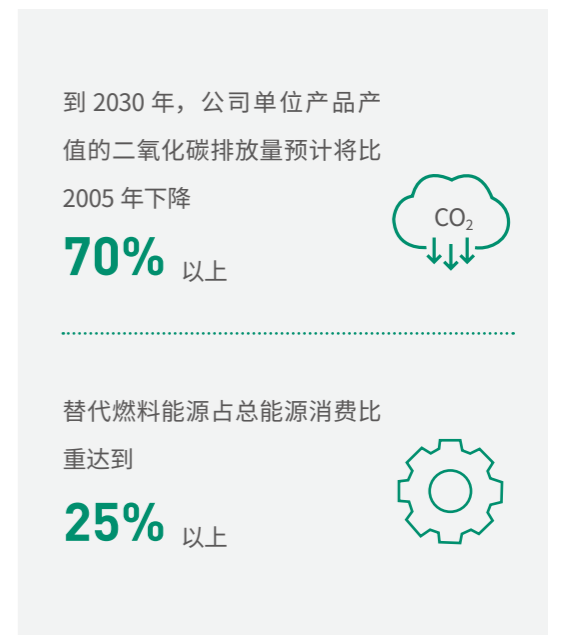 到 2030 年，公司单位产品产
值的二氧化碳排放量预计将比
2005 年下降
70% 以上
CO₂
替代燃料能源占总能源消费比
重达到
25% 以上